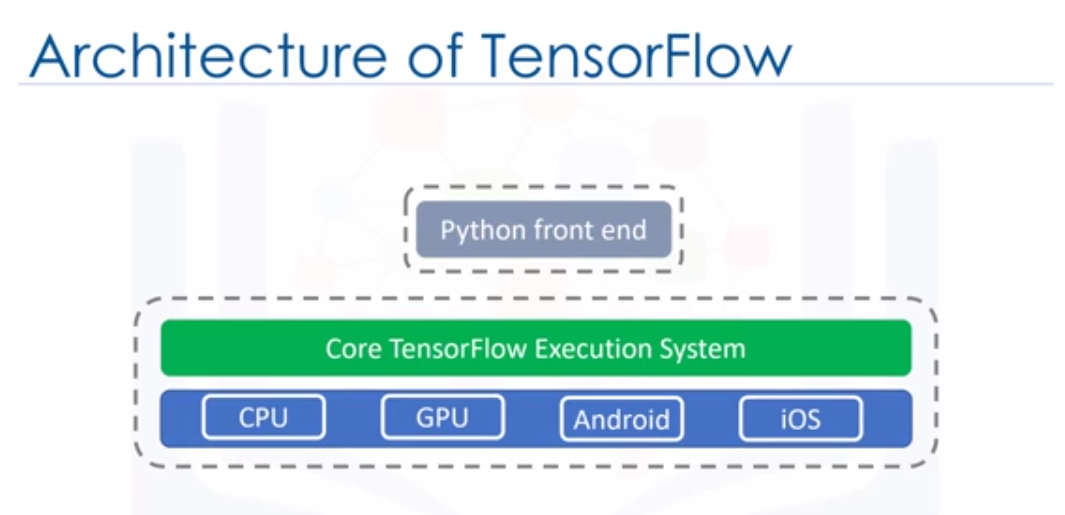 Architecture of TensorFlow
Python front end
Core TensorFlow Execution System
CPU GPU Android iOS